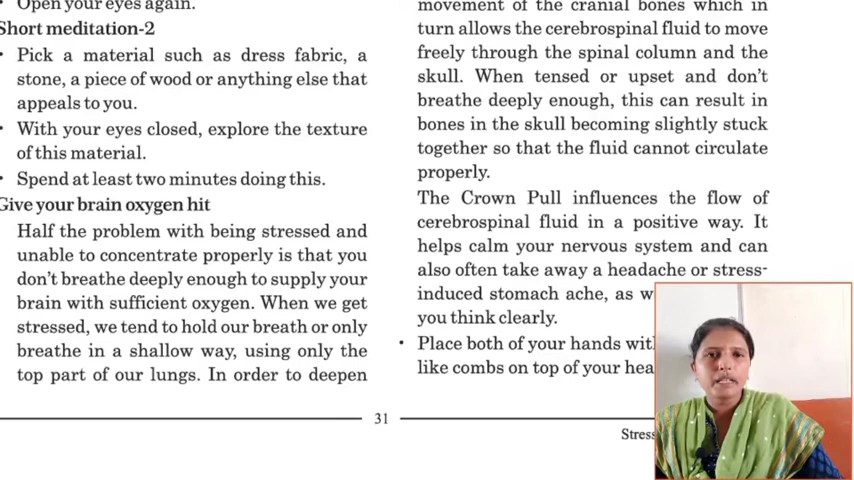 • Open your eyes again.
Short meditation-2
• Pick a material such as dress fabric, a
stone, a piece of wood or anything else that
appeals to you.
• With your eyes closed, explore the texture
of this material.
• Spend at least two minutes doing this.
Give your brain oxygen hit
Half the problem with being stressed and
unable to concentrate properly is that you
don't breathe deeply enough to supply your
brain with sufficient oxygen. When we get
stressed, we tend to hold our breath or only
breathe in a shallow way, using only the
top part of our lungs. In order to deepen
movement of the cranial bones which in
turn allows the cerebrospinal fluid to move
freely through the spinal column and the
skull. When tensed or upset and don't
breathe deeply enough, this can result in
bones in the skull becoming slightly stuck
together so that the fluid cannot circulate
properly.
The Crown Pull influences the flow of
cerebrospinal fluid in a positive way. It
helps calm your nervous system and can
also often take away a headache or stress-
induced stomach ache, as
you think clearly.
• Place both of your hands
like combs on top of your
31
Stress